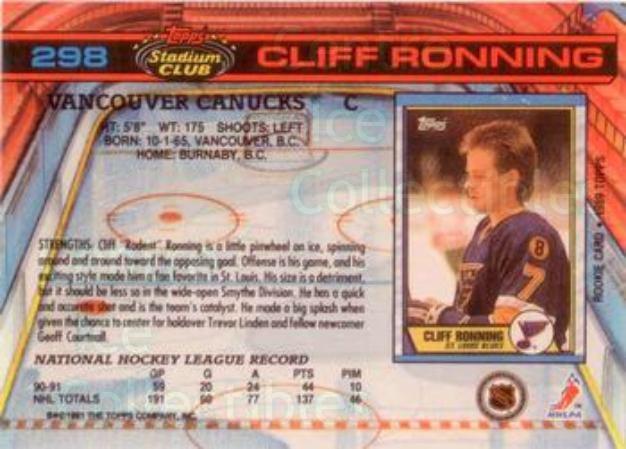 298
Topps
Stadium
CLUB
CLIFF RONNING
VANCOUVER CANUCKS C
HT: 5'8" WT: 175 SHOOTS: LEFT
BORN: 10-1-65, VANCOUVER, B.C.
HOME: BURNABY, B.C.
STRENGTHS: Cliff "Rodent" Ronning is a little pinwheel on ice, spinning
around and around toward the opposing goal. Offense is his game, and his
exciting style made him a fan favorite in St. Louis. His size is a detriment,
but it should be less so in the wide-open Smythe Division. He has a quick
and accurate shot and is the team's catalyst. He made a big splash when
given the chance to center for holdover Trevor Linden and fellow newcomer
Geoff Courtnall.
NATIONAL HOCKEY LEAGUE RECORD
GP G A PTS PIM
90-91 59 20 24 44 10
NHL TOTALS 191 60 77 137 46
©1991 THE TOPPS COMPANY, INC.
Topps
8
7
CLIFF RONNING
ST. LOUIS BLUES
ROOKIE CARD • 1989 TOPPS
NHLPA
Ice
Collectibles
Collectibles